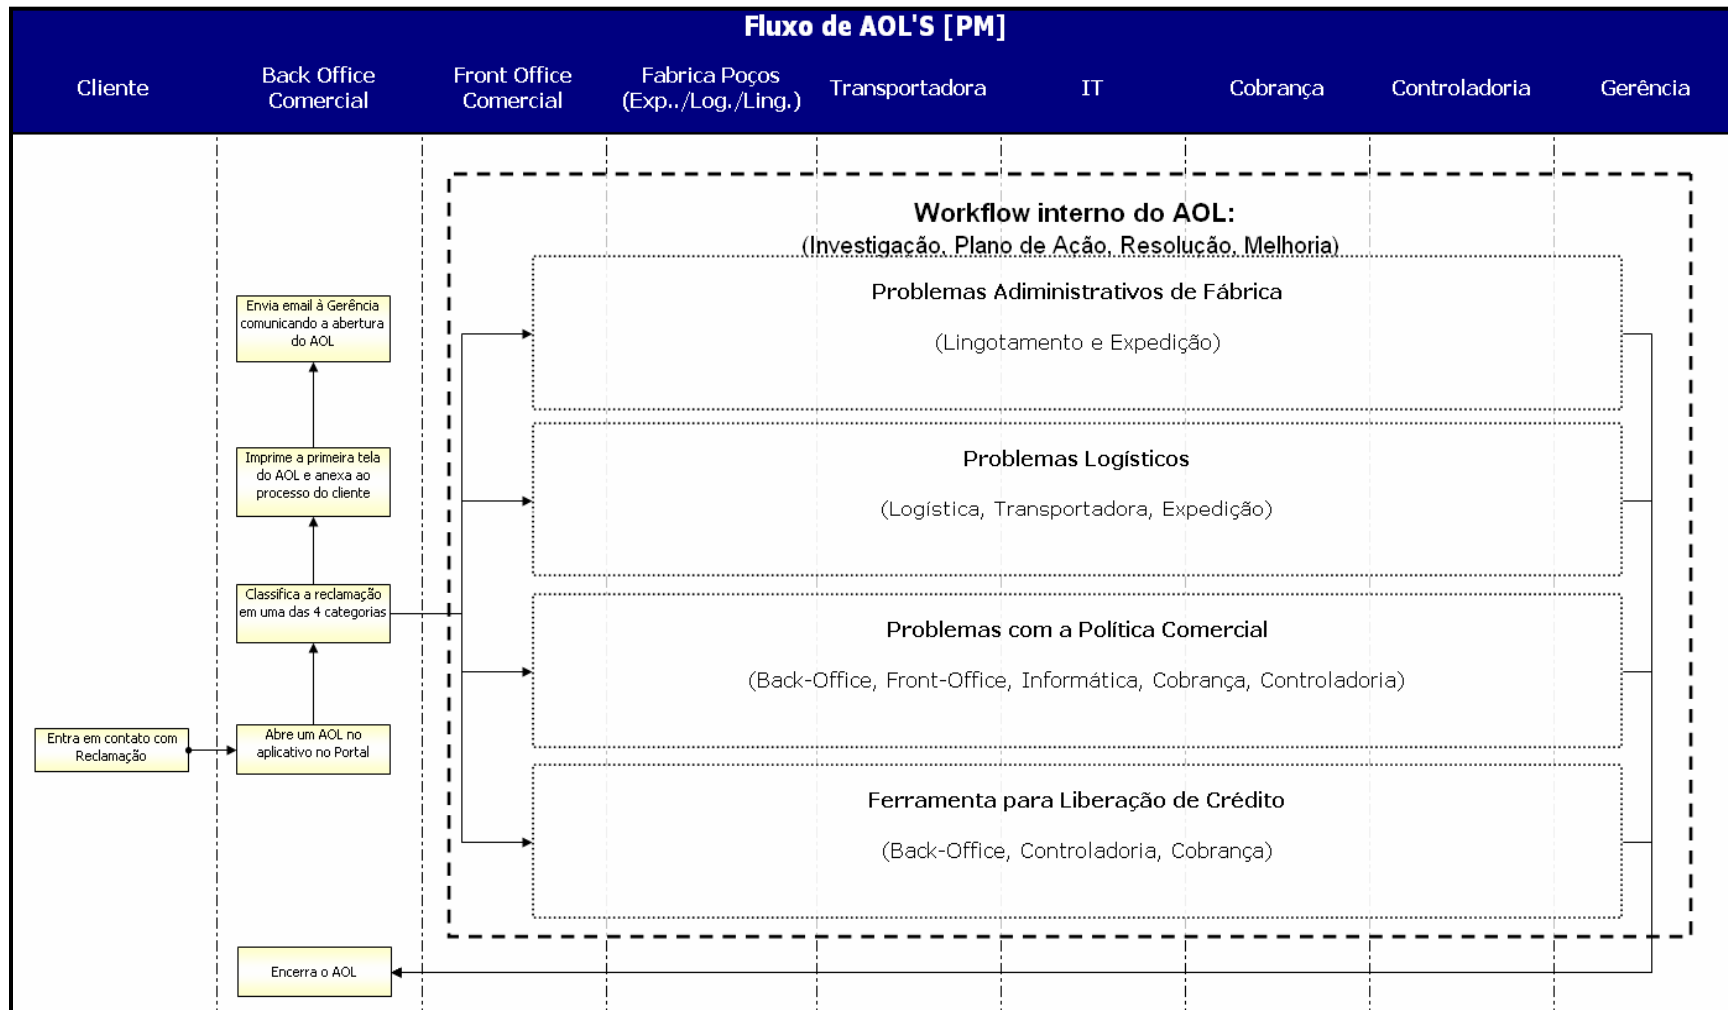 Fluxo de AOL'S [PM]
Cliente
Back Office
Comercial
Front Office
Comercial
Fabrica Poços
(Exp../Log./Ling.)
Transportadora
IT
Cobrança
Controladoria
Gerência
Workflow interno do AOL:
(Investigação, Plano de Ação, Resolução, Melhoria)
Problemas Adiministrativos de Fábrica
(Lingotamento e Expedição)
Envia email à Gerência
comunicando a abertura
do AOL
Imprime a primeira tela
do AOL e anexa ao
processo do cliente
Problemas Logísticos
(Logística, Transportadora, Expedição)
Classifica a reclamação
em uma das 4 categorias
Problemas com a Política Comercial
(Back-Office, Front-Office, Informática, Cobrança, Controladoria)
Entra em contato com
Reclamação
Abre um AOL no
aplicativo no Portal
Ferramenta para Liberação de Crédito
(Back-Office, Controladoria, Cobrança)
Encerra o AOL